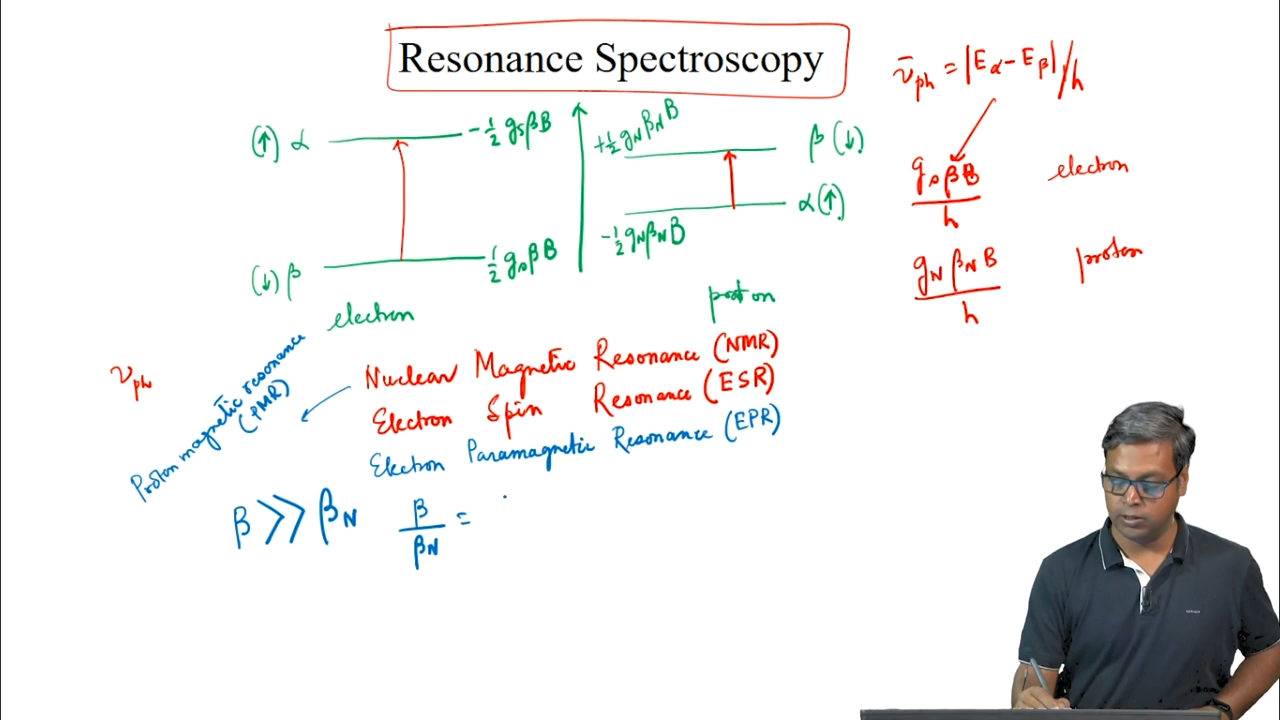 Resonance Spectroscopy
ν̄ph = |Eα - Eβ|/h
(↑) α
-½ gsβB
+½ gNβNB
β (↓)
gsβB/h electron
α(↑)
-½ gNβNB
(↓) β
½ gsβB
gNβNB/h proton
electron
proton
νph
Proton magnetic resonance
(PMR)
Nuclear Magnetic Resonance (NMR)
Electron Spin Resonance (ESR)
Electron Paramagnetic Resonance (EPR)
β >> βN
β/βN =